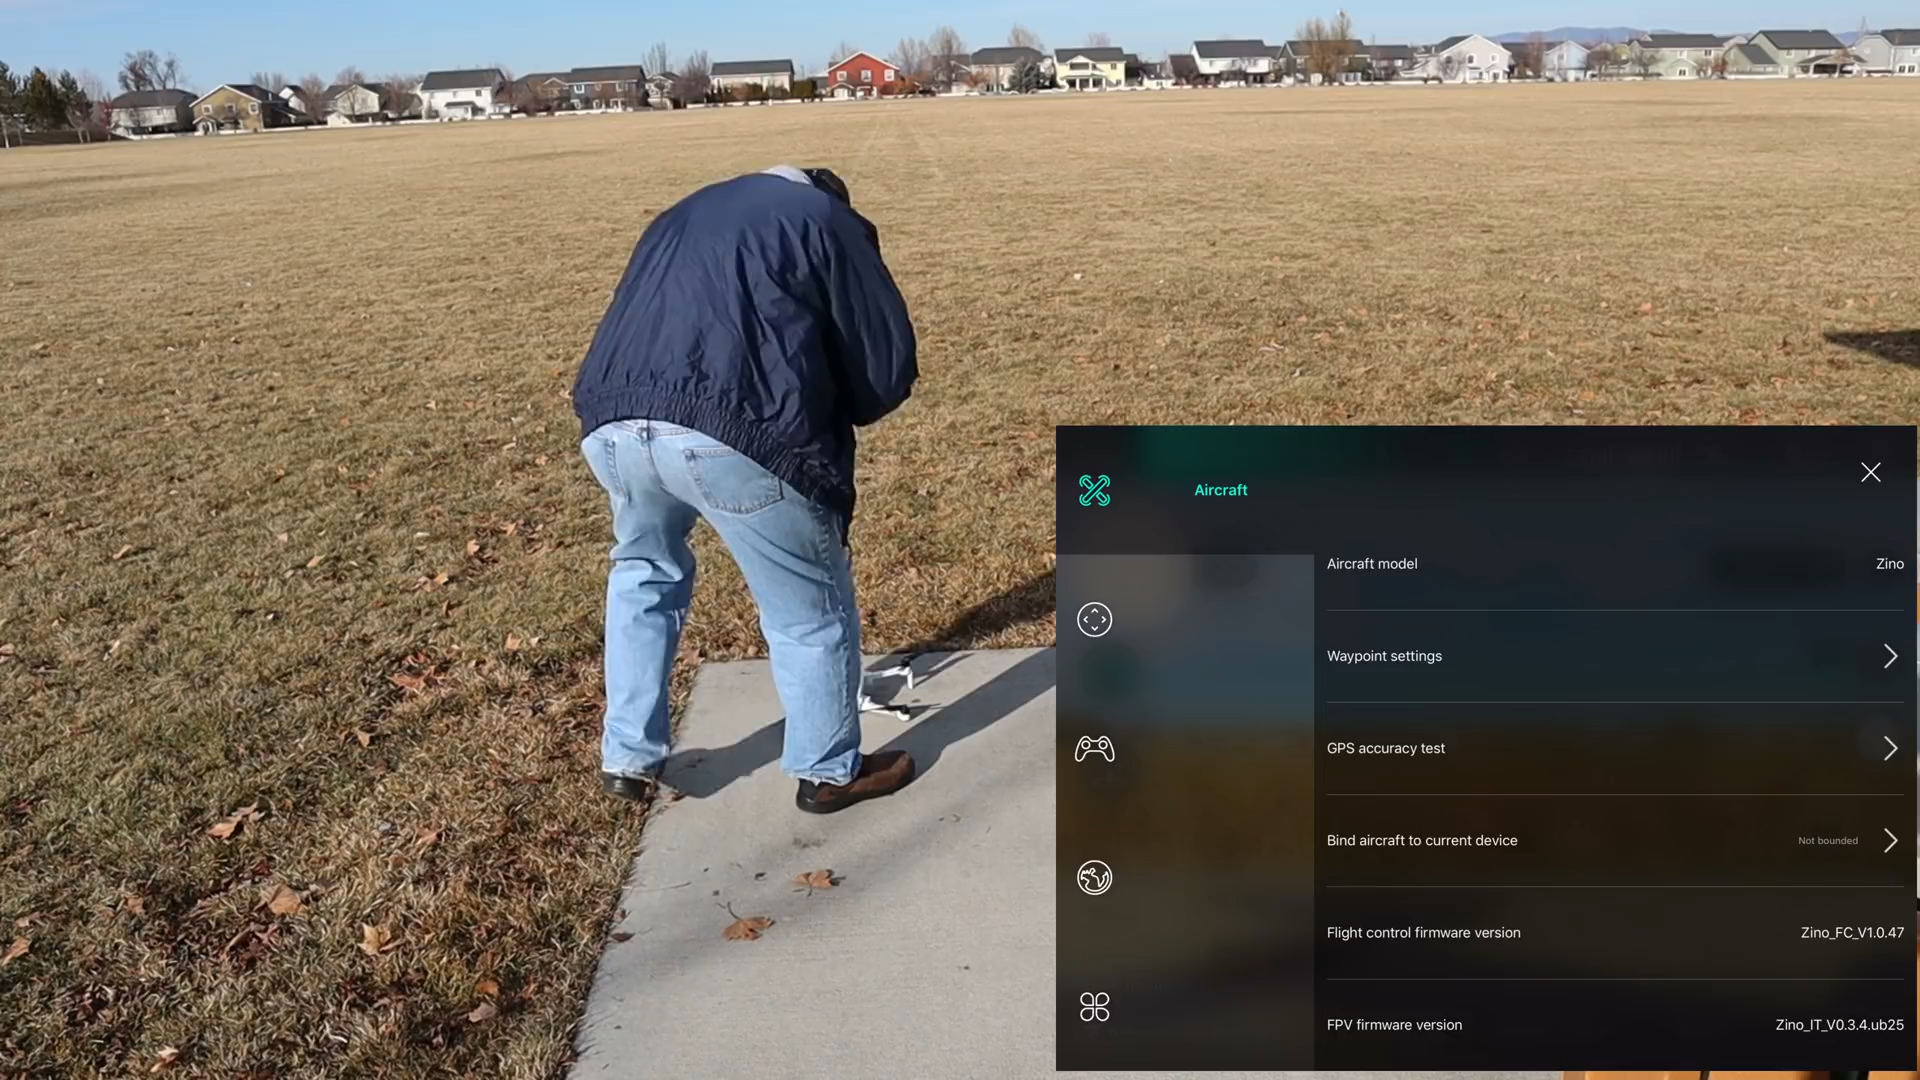 Aircraft
Aircraft model Zino
Waypoint settings
GPS accuracy test
Bind aircraft to current device Not bounded
Flight control firmware version Zino_FC_V1.0.47
FPV firmware version Zino_IT_V0.3.4.ub25